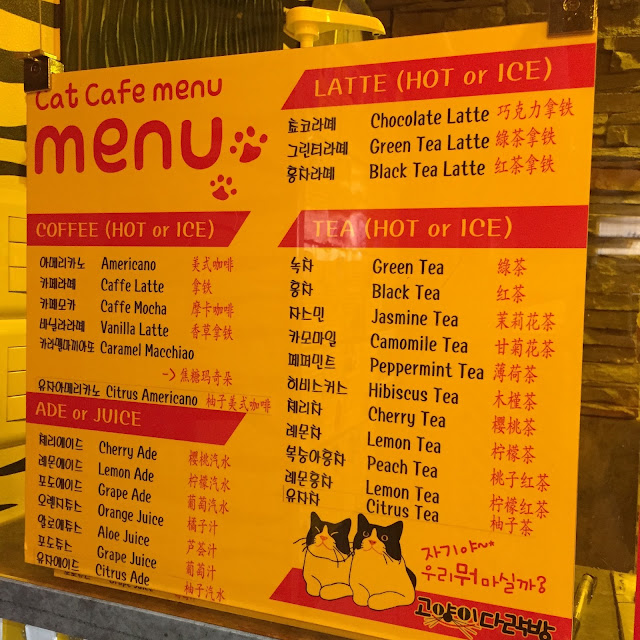 Cat Cafe menu
menu
COFFEE (HOT or ICE)
아메리카노 Americano 美式咖啡
카페라떼 Caffe Latte 拿铁
카페모카 Caffe Mocha 摩卡咖啡
바닐라라떼 Vanilla Latte 香草拿铁
카라멜마끼아또 Caramel Macchiao
-> 焦糖玛奇朵
유자아메리카노 Citrus Americano 柚子美式咖啡
ADE or JUICE
체리에이드 Cherry Ade 櫻桃汽水
레몬에이드 Lemon Ade 柠檬汽水
포도에이드 Grape Ade 葡萄汽水
오렌지쥬스 Orange Juice 橘子汁
알로에쥬스 Aloe Juice 芦荟汁
포도쥬스 Grape Juice 葡萄汁
유자에이드 Citrus Ade 柚子汽水
LATTE (HOT or ICE)
쵸코라떼 Chocolate Latte 巧克力拿铁
그린티라떼 Green Tea Latte 綠茶拿铁
홍차라떼 Black Tea Latte 红茶拿铁
TEA (HOT or ICE)
녹차 Green Tea 綠茶
홍차 Black Tea 红茶
쟈스민 Jasmine Tea 茉莉花茶
카모마일 Camomile Tea 甘菊花茶
페퍼민트 Peppermint Tea 薄荷茶
히비스커스 Hibiscus Tea 木槿茶
체리차 Cherry Tea 樱桃茶
레몬차 Lemon Tea 柠檬茶
복숭아홍차 Peach Tea 桃子红茶
레몬홍차 Lemon Tea 柠檬红茶
유자차 Citrus Tea 柚子茶
자기야~*
우리뭐마실까?
고양이다락방